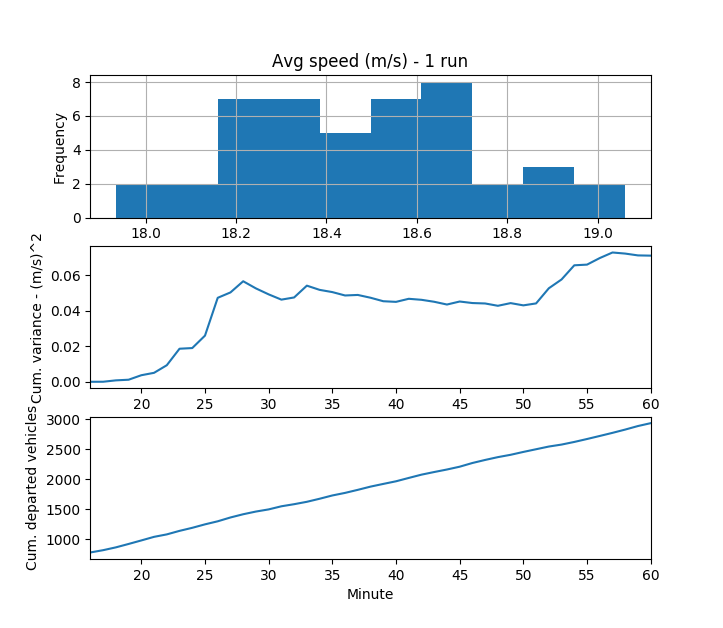 Avg speed (m/s) - 1 run
Frequency
8
6
4
2
0
18.0 18.2 18.4 18.6 18.8 19.0
Cum. variance - (m/s)^2
0.06
0.04
0.02
0.00
20 25 30 35 40 45 50 55 60
Cum. departed vehicles
3000
2500
2000
1500
1000
20 25 30 35 40 45 50 55 60
Minute